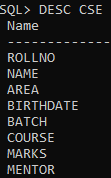 SQL> DESC CSE
Name
--------------
ROLLNO
NAME
AREA
BIRTHDATE
BATCH
COURSE
MARKS
MENTOR